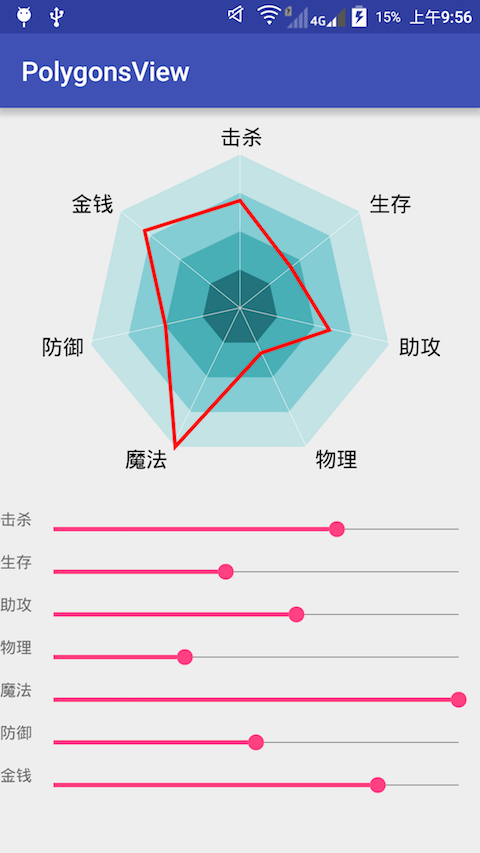 4G 15% 上午9:56
PolygonsView
击杀
金钱 生存
防御 助攻
魔法 物理
击杀
生存
助攻
物理
魔法
防御
金钱